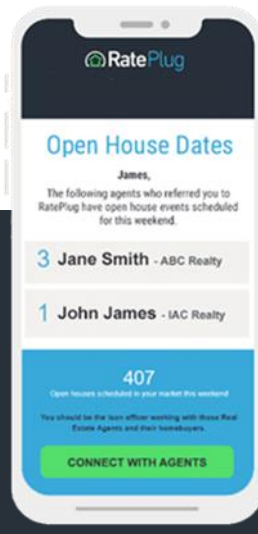 RatePlug
Open House Dates
James,
The following agents who referred you to
RatePlug have open house events scheduled
for this weekend.
3 Jane Smith - ABC Realty
1 John James - IAC Realty
407
Open houses scheduled in your market this weekend
You should be the loan officer working with these Real
Estate Agents and their homebuyers.
CONNECT WITH AGENTS